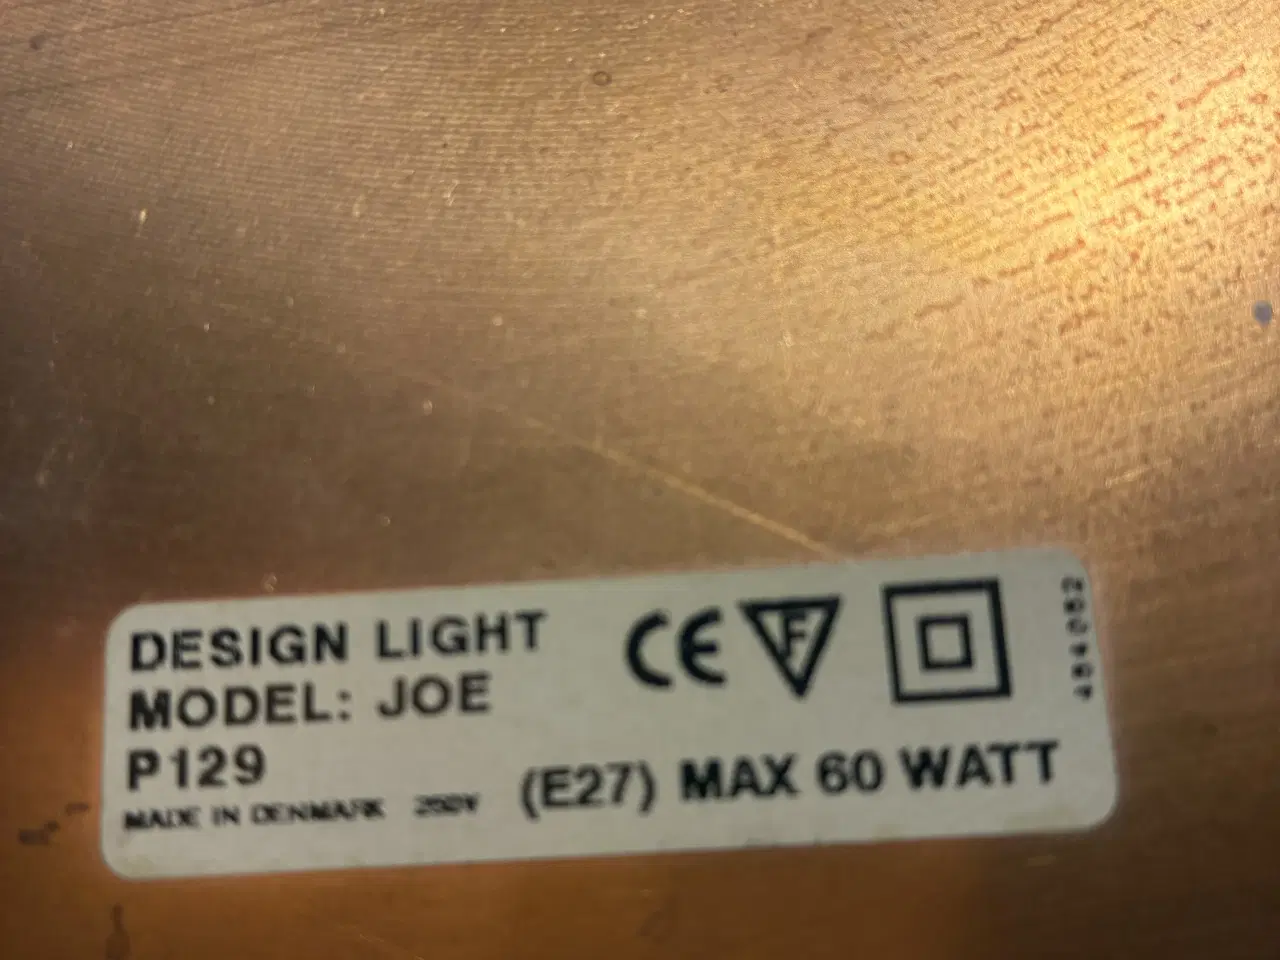 DESIGN LIGHT
MODEL: JOE
P129
MADE IN DENMARK 250V
CE F
(E27) MAX 60 WATT